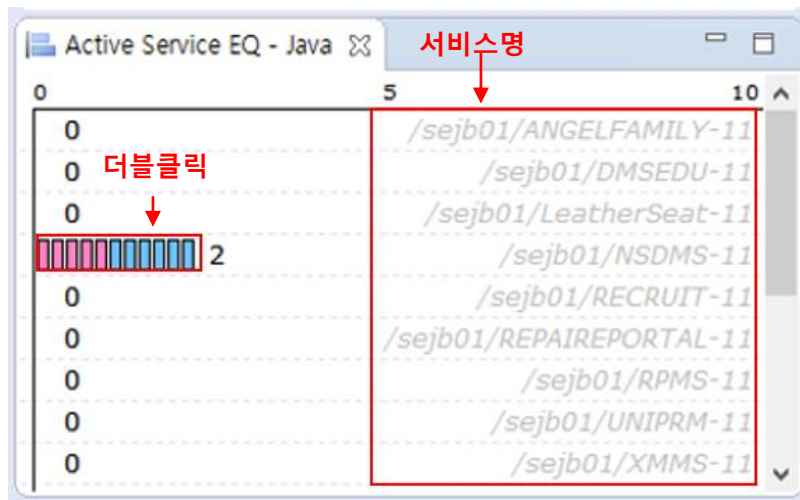 Active Service EQ - Java
서비스명
0 5 10
0 /sejb01/ANGELFAMILY-11
더블클릭
0 /sejb01/DMSEDU-11
0 /sejb01/LeatherSeat-11
2 /sejb01/NSDMS-11
0 /sejb01/RECRUIT-11
0 /sejb01/REPAIREPORTAL-11
0 /sejb01/RPMS-11
0 /sejb01/UNIPRM-11
0 /sejb01/XMMS-11